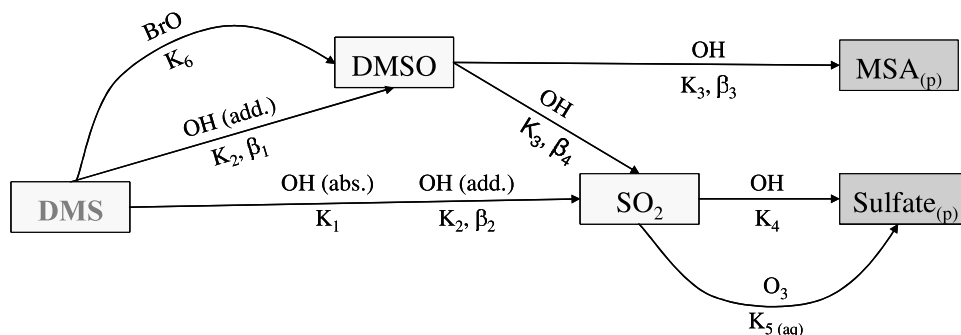 BrO
K₆
DMSO
OH
K₃, β₃
MSA₍ₚ₎
OH (add.)
K₂, β₁
OH
K₃, β₄
DMS
OH (abs.)
K₁
OH (add.)
K₂, β₂
SO₂
OH
K₄
Sulfate₍ₚ₎
O₃
K₅ ₍aq₎